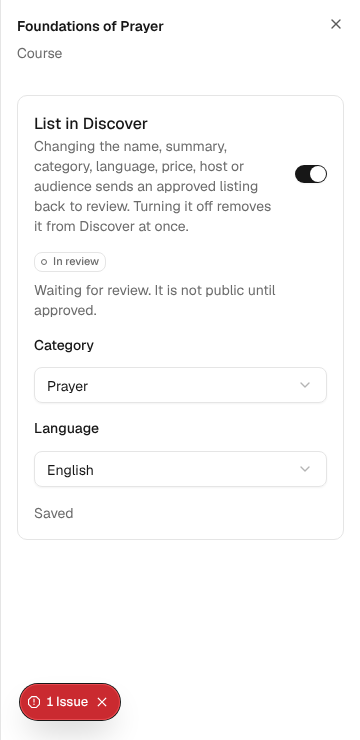 Foundations of Prayer
Course
List in Discover
Changing the name, summary,
category, language, price, host or
audience sends an approved listing
back to review. Turning it off removes
it from Discover at once.
In review
Waiting for review. It is not public until
approved.
Category
Prayer
Language
English
Saved
1 Issue